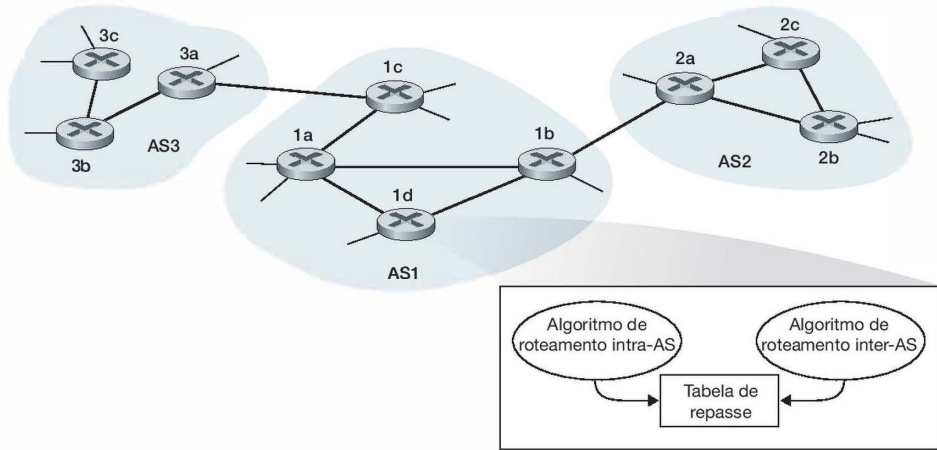 3c
3a
3b
AS3
1c
1a
1b
1d
AS1
2c
2a
2b
AS2
Algoritmo de
roteamento intra-AS
Algoritmo de
roteamento inter-AS
Tabela de
repasse